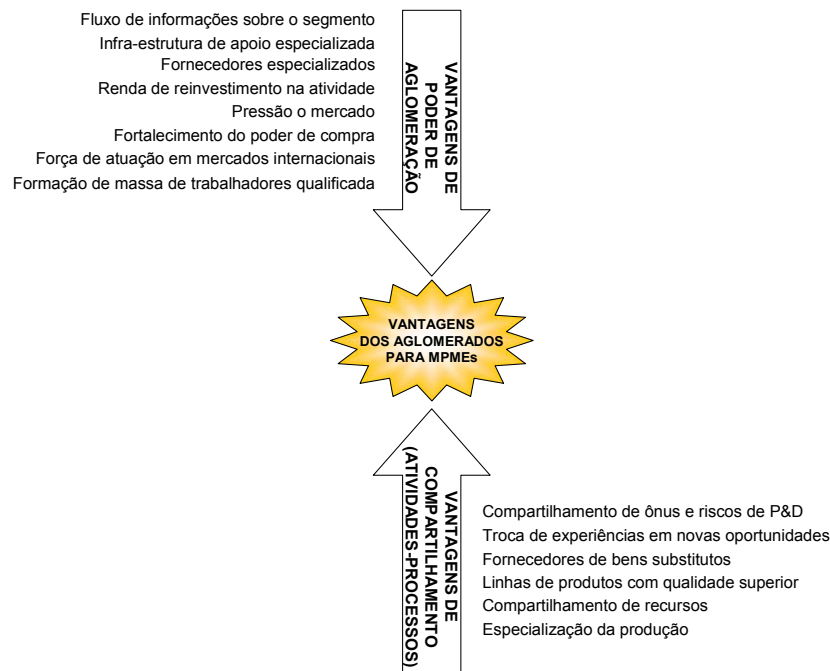 Fluxo de informações sobre o segmento
Infra-estrutura de apoio especializada
Fornecedores especializados
Renda de reinvestimento na atividade
Pressão o mercado
Fortalecimento do poder de compra
Força de atuação em mercados internacionais
Formação de massa de trabalhadores qualificada
VANTAGENS DE
PODER DE
AGLOMERAÇÃO
VANTAGENS
DOS AGLOMERADOS
PARA MPMEs
VANTAGENS DE
COMPARTILHAMENTO
(ATIVIDADES-PROCESSOS)
Compartilhamento de ônus e riscos de P&D
Troca de experiências em novas oportunidades
Fornecedores de bens substitutos
Linhas de produtos com qualidade superior
Compartilhamento de recursos
Especialização da produção